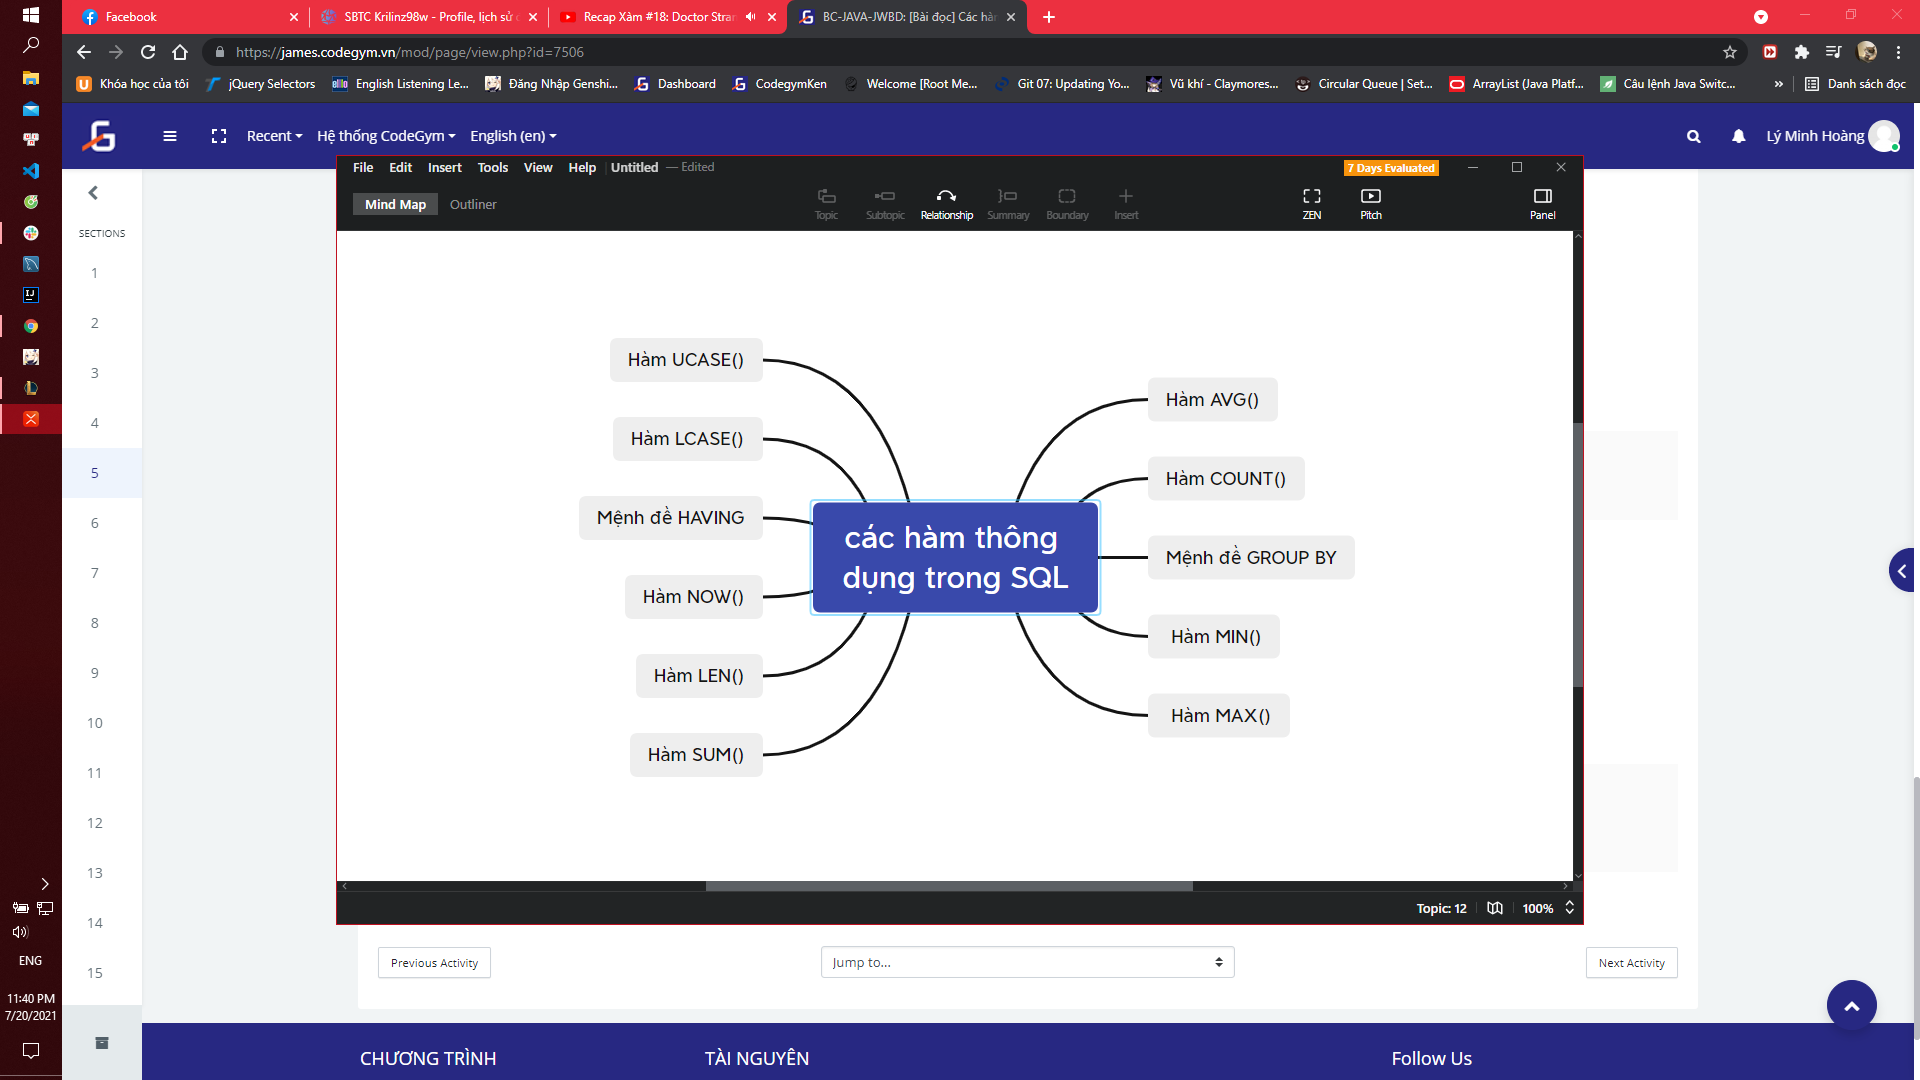 Facebook
SBTC Krilinz98w - Profile, lịch sử
Recap Xàm #18: Doctor Stran
BC-JAVA-JWBD: [Bài đọc] Các hà
https://james.codegym.vn/mod/page/view.php?id=7506
Khóa học của tôi
jQuery Selectors
English Listening Le...
Đăng Nhập Genshi...
Dashboard
CodegymKen
Welcome [Root Me...
Git 07: Updating Yo...
Vũ khí - Claymores...
Circular Queue | Set...
ArrayList (Java Platf...
Câu lệnh Java Switc...
»
Danh sách đọc
Recent
Hệ thống CodeGym
English (en)
Lý Minh Hoàng
File Edit Insert Tools View Help Untitled — Edited
7 Days Evaluated
Mind Map Outliner
Topic Subtopic Relationship Summary Boundary Insert
ZEN Pitch Panel
SECTIONS
1
2
3
4
5
6
7
8
9
10
11
12
13
14
15
Hàm UCASE()
Hàm LCASE()
Mệnh đề HAVING
Hàm NOW()
Hàm LEN()
Hàm SUM()
các hàm thông
dụng trong SQL
Hàm AVG()
Hàm COUNT()
Mệnh đề GROUP BY
Hàm MIN()
Hàm MAX()
Topic: 12
100%
Previous Activity
Jump to...
Next Activity
CHƯƠNG TRÌNH
TÀI NGUYÊN
Follow Us
ENG
11:40 PM
7/20/2021